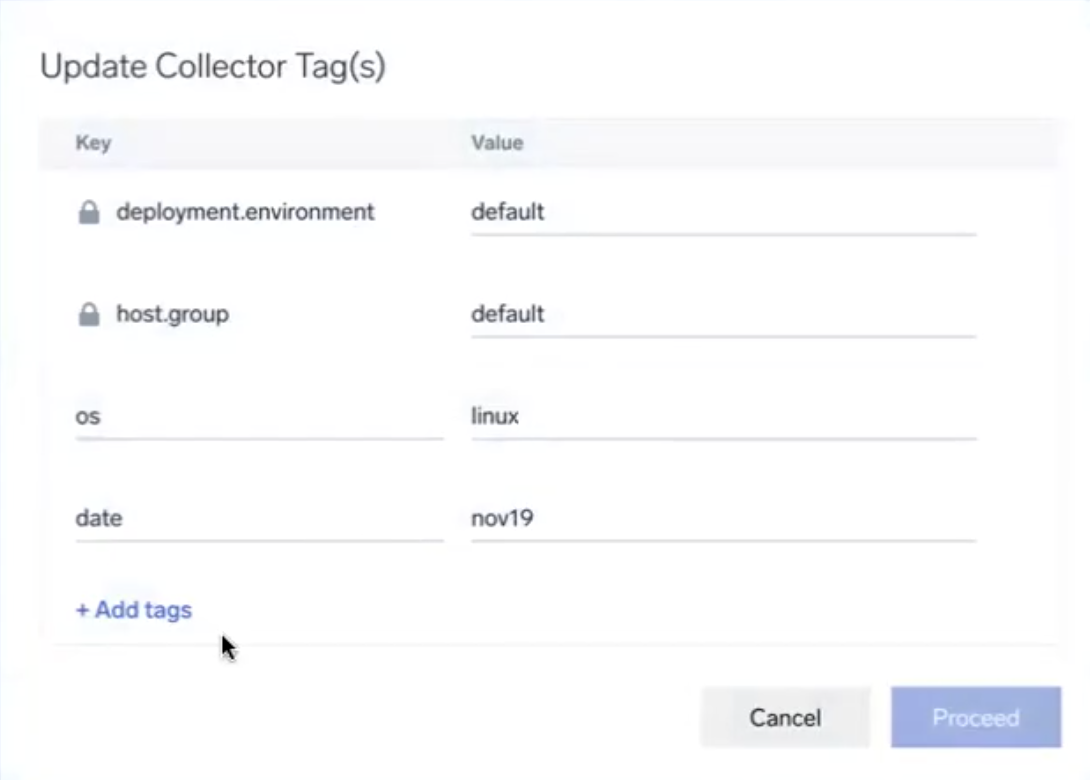 Update Collector Tag(s)
Key Value
deployment.environment default
host.group default
os linux
date nov19
+ Add tags
Cancel Proceed